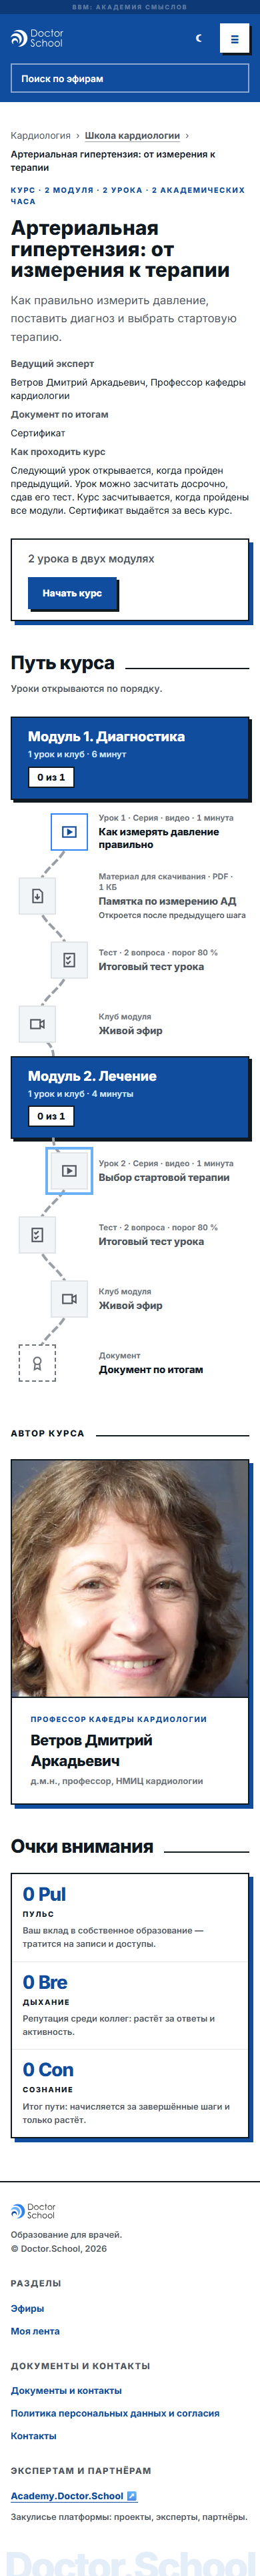 ВВМ: АКАДЕМИЯ СМЫСЛОВ
Doctor
School
Поиск по эфирам
Кардиология › Школа кардиологии ›
Артериальная гипертензия: от измерения к
терапии
КУРС · 2 МОДУЛЯ · 2 УРОКА · 2 АКАДЕМИЧЕСКИХ
ЧАСА
Артериальная
гипертензия: от
измерения к терапии
Как правильно измерить давление,
поставить диагноз и выбрать стартовую
терапию.
Ведущий эксперт
Ветров Дмитрий Аркадьевич, Профессор кафедры
кардиологии
Документ по итогам
Сертификат
Как проходить курс
Следующий урок открывается, когда пройден
предыдущий. Урок можно засчитать досрочно,
сдав его тест. Курс засчитывается, когда пройдены
все модули. Сертификат выдаётся за весь курс.
2 урока в двух модулях
Начать курс
Путь курса
Уроки открываются по порядку.
Модуль 1. Диагностика
1 урок и клуб · 6 минут
0 из 1
Урок 1 · Серия · видео · 1 минута
Как измерять давление
правильно
Материал для скачивания · PDF ·
1 КБ
Памятка по измерению АД
Откроется после предыдущего шага
Тест · 2 вопроса · порог 80 %
Итоговый тест урока
Клуб модуля
Живой эфир
Модуль 2. Лечение
1 урок и клуб · 4 минуты
0 из 1
Урок 2 · Серия · видео · 1 минута
Выбор стартовой терапии
Тест · 2 вопроса · порог 80 %
Итоговый тест урока
Клуб модуля
Живой эфир
Документ
Документ по итогам
АВТОР КУРСА
ПРОФЕССОР КАФЕДРЫ КАРДИОЛОГИИ
Ветров Дмитрий
Аркадьевич
д.м.н., профессор, НМИЦ кардиологии
Очки внимания
0 Pul
ПУЛЬС
Ваш вклад в собственное образование —
тратится на записи и доступы.
0 Bre
ДЫХАНИЕ
Репутация среди коллег: растёт за ответы и
активность.
0 Con
СОЗНАНИЕ
Итог пути: начисляется за завершённые шаги и
только растёт.
Doctor
School
Образование для врачей.
© Doctor.School, 2026
РАЗДЕЛЫ
Эфиры
Моя лента
ДОКУМЕНТЫ И КОНТАКТЫ
Документы и контакты
Политика персональных данных и согласия
Контакты
ЭКСПЕРТАМ И ПАРТНЁРАМ
Academy.Doctor.School
Закулисье платформы: проекты, эксперты, партнёры.
Doctor.School